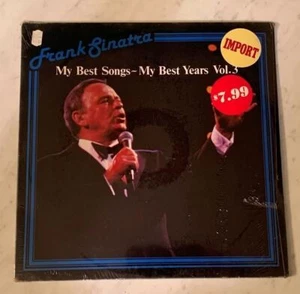 Frank Sinatra
IMPORT
My Best Songs - My Best Years Vol.3
$7.99